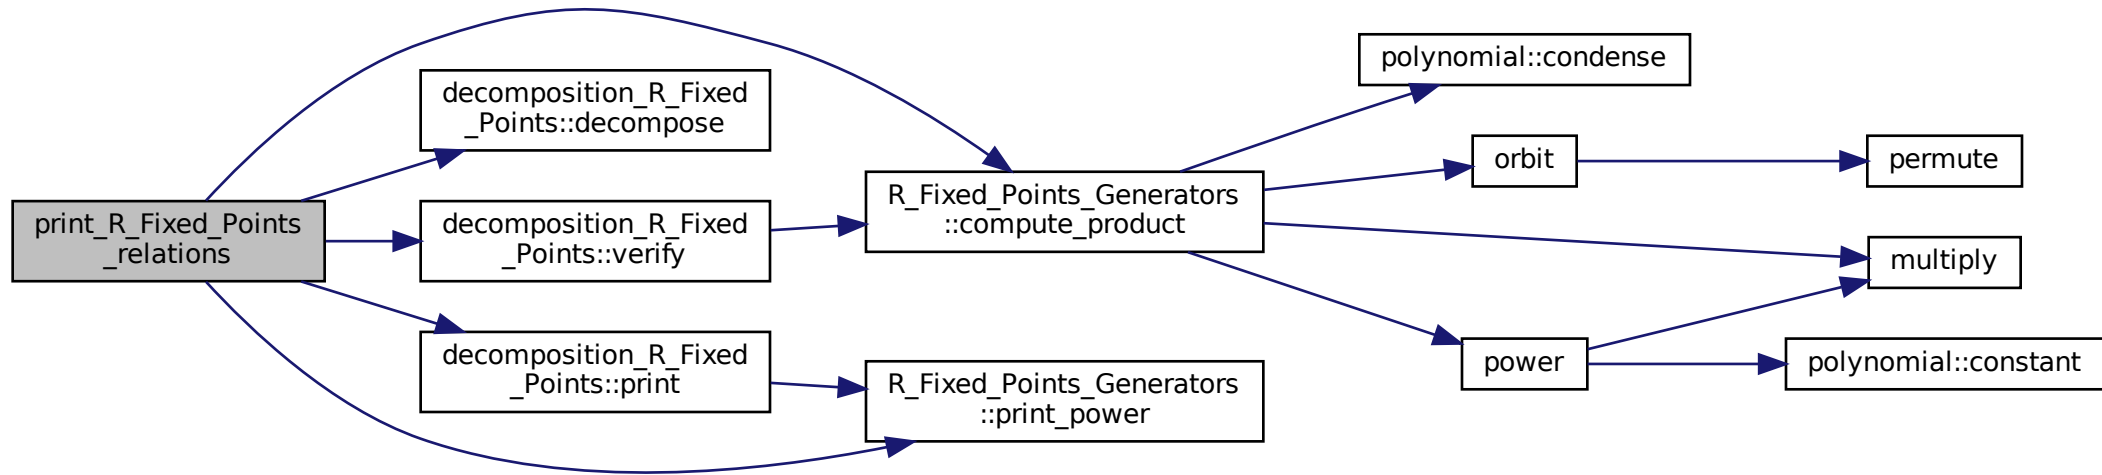 print_R_Fixed_Points
_relations
decomposition_R_Fixed
_Points::decompose
decomposition_R_Fixed
_Points::verify
decomposition_R_Fixed
_Points::print
R_Fixed_Points_Generators
::compute_product
R_Fixed_Points_Generators
::print_power
polynomial::condense
orbit
permute
multiply
power
polynomial::constant